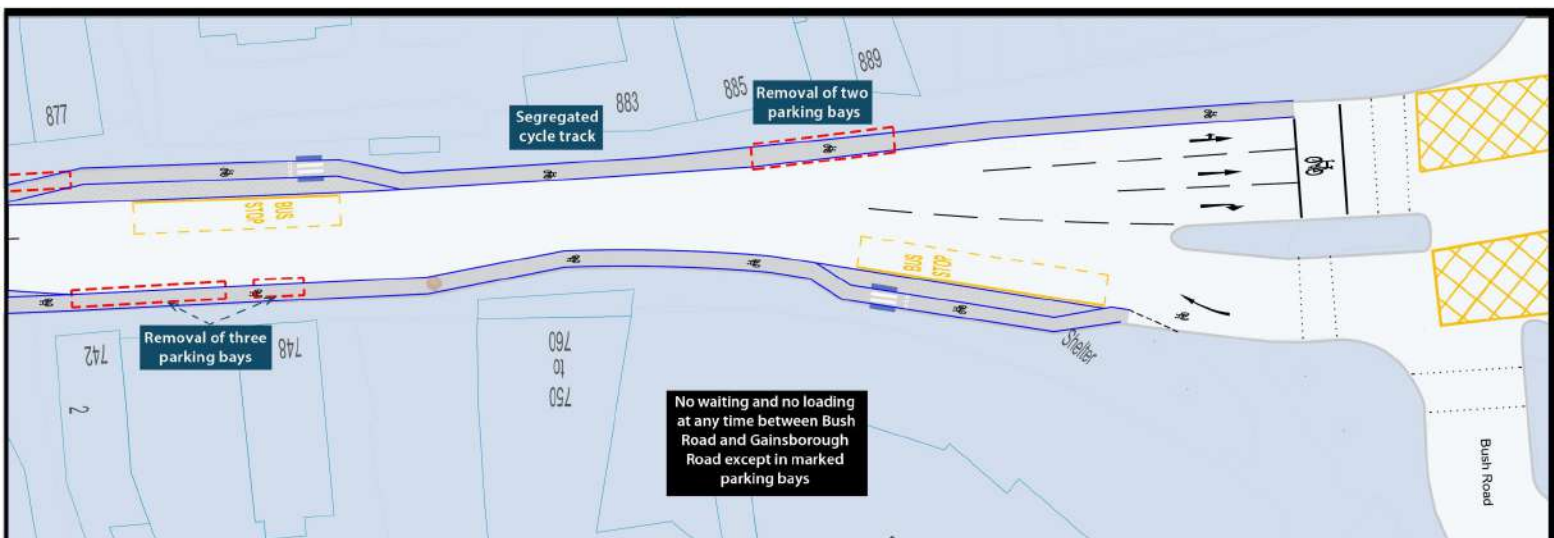 877
883
885
889
Segregated
cycle track
Removal of two
parking bays
BUS
STOP
BUS
STOP
Removal of three
parking bays
742
748
2
760
to
750
Shelter
No waiting and no loading
at any time between Bush
Road and Gainsborough
Road except in marked
parking bays
Bush Road